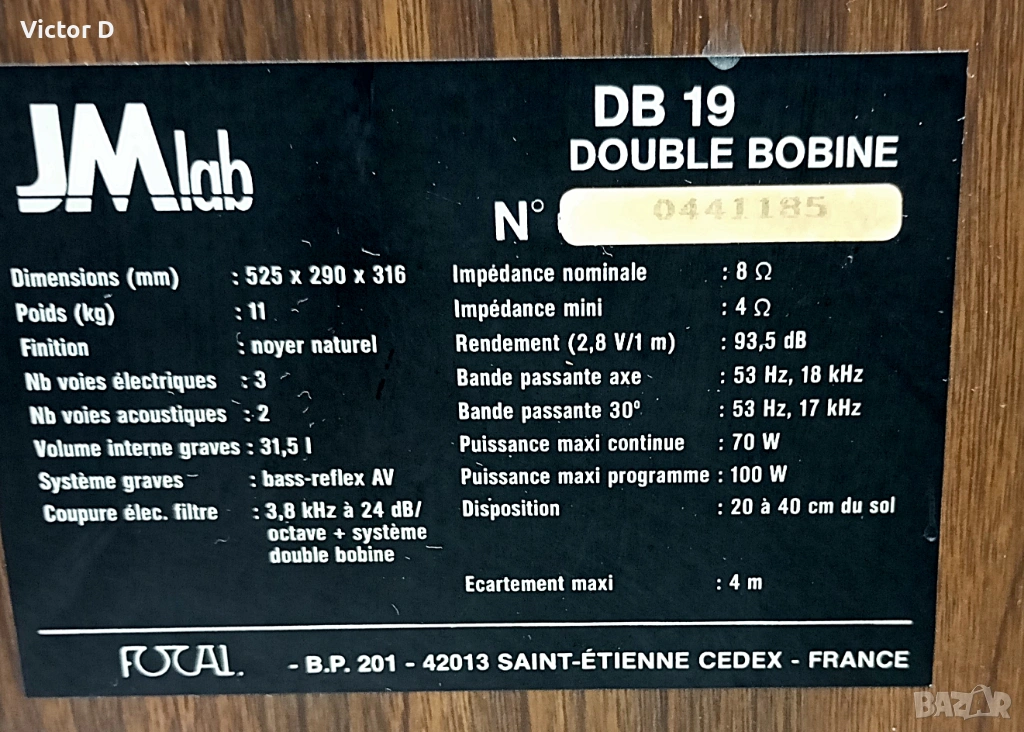 Victor D
JMlab
DB 19
DOUBLE BOBINE
N° 0441185
Dimensions (mm) : 525 x 290 x 316
Poids (kg) : 11
Finition : noyer naturel
Nb voies électriques : 3
Nb voies acoustiques : 2
Volume interne graves : 31,5 l
Système graves : bass-reflex AV
Coupure élec. filtre : 3,8 kHz à 24 dB/
octave + système
double bobine
Impédance nominale : 8 Ω
Impédance mini : 4 Ω
Rendement (2,8 V/1 m) : 93,5 dB
Bande passante axe : 53 Hz, 18 kHz
Bande passante 30° : 53 Hz, 17 kHz
Puissance maxi continue : 70 W
Puissance maxi programme : 100 W
Disposition : 20 à 40 cm du sol
Ecartement maxi : 4 m
FOCAL. - B.P. 201 - 42013 SAINT-ÉTIENNE CEDEX - FRANCE
BAZAR